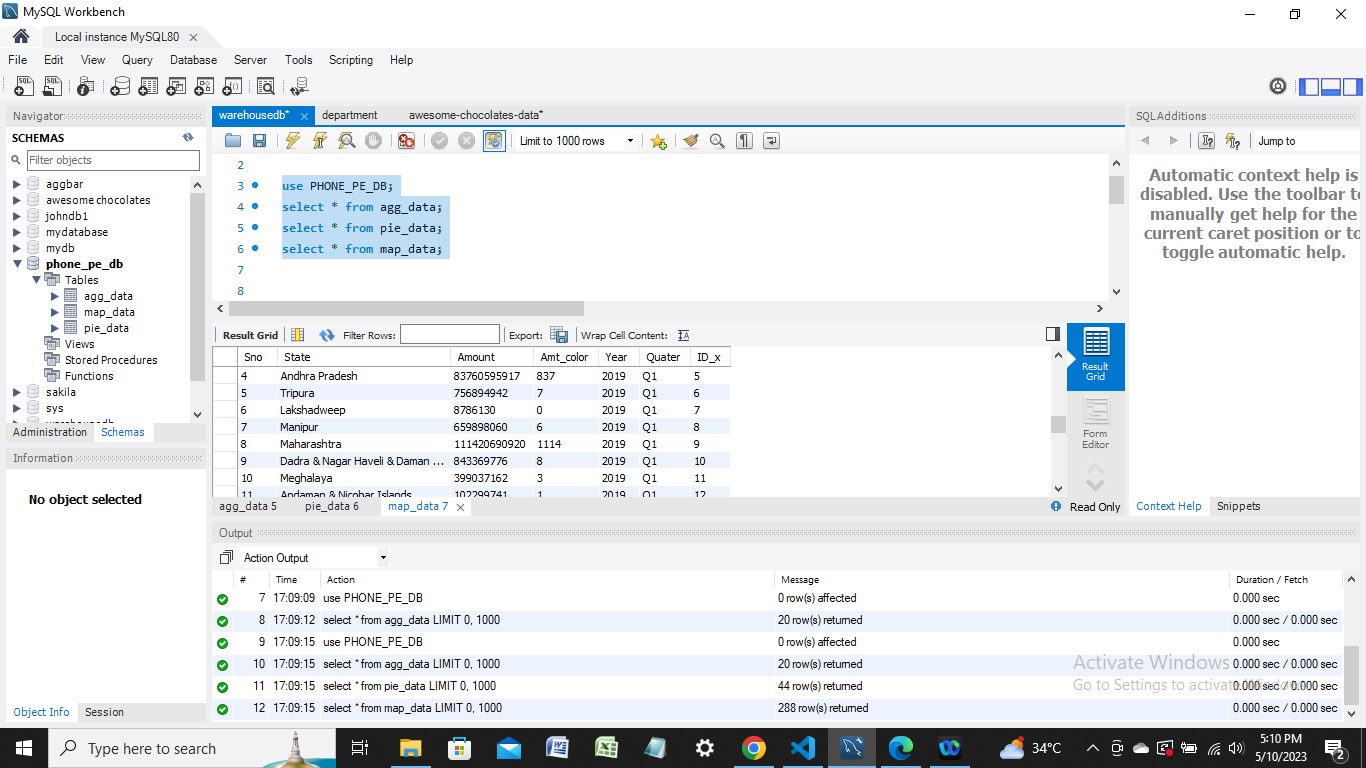 MySQL Workbench
Local instance MySQL80
File Edit View Query Database Server Tools Scripting Help
Navigator
SCHEMAS
Filter objects
aggbar
awesome chocolates
johndb1
mydatabase
mydb
phone_pe_db
Tables
agg_data
map_data
pie_data
Views
Stored Procedures
Functions
sakila
sys
Administration Schemas
Information
No object selected
Object Info Session
warehousedb* department awesome-chocolates-data*
Limit to 1000 rows
2
3 use PHONE_PE_DB;
4 select * from agg_data;
5 select * from pie_data;
6 select * from map_data;
7
8
Result Grid Filter Rows: Export: Wrap Cell Content:
Sno State Amount Amt_color Year Quater ID_x
4 Andhra Pradesh 83760595917 837 2019 Q1 5
5 Tripura 756894942 7 2019 Q1 6
6 Lakshadweep 8786130 0 2019 Q1 7
7 Manipur 659898060 6 2019 Q1 8
8 Maharashtra 111420690920 1114 2019 Q1 9
9 Dadra & Nagar Haveli & Daman ... 843369776 8 2019 Q1 10
10 Meghalaya 399037162 3 2019 Q1 11
11 Andaman & Nicobar Islands 102299741 1 2019 Q1 12
Result Grid
Form Editor
agg_data 5 pie_data 6 map_data 7
Read Only
SQLAdditions
Jump to
Automatic context help is
disabled. Use the toolbar to
manually get help for the
current caret position or to
toggle automatic help.
Context Help Snippets
Output
Action Output
# Time Action Message Duration / Fetch
7 17:09:09 use PHONE_PE_DB 0 row(s) affected 0.000 sec
8 17:09:12 select * from agg_data LIMIT 0, 1000 20 row(s) returned 0.000 sec / 0.000 sec
9 17:09:15 use PHONE_PE_DB 0 row(s) affected 0.000 sec
10 17:09:15 select * from agg_data LIMIT 0, 1000 20 row(s) returned 0.000 sec / 0.000 sec
11 17:09:15 select * from pie_data LIMIT 0, 1000 44 row(s) returned 0.000 sec / 0.000 sec
12 17:09:15 select * from map_data LIMIT 0, 1000 288 row(s) returned 0.000 sec / 0.000 sec
Activate Windows
Go to Settings to activate Windows.
Type here to search
34°C
5:10 PM
5/10/2023
2